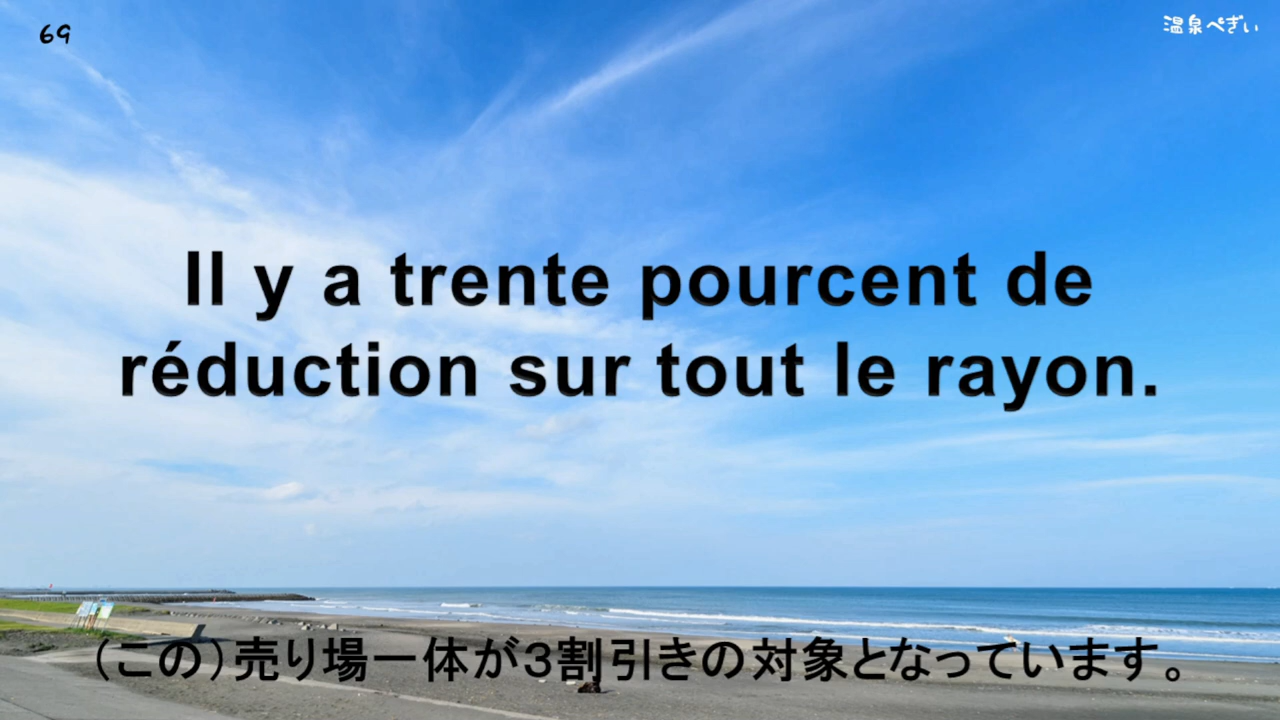 69
温泉ぺぎぃ
Il y a trente pourcent de
réduction sur tout le rayon.
(この)売り場一体が3割引きの対象となっています。